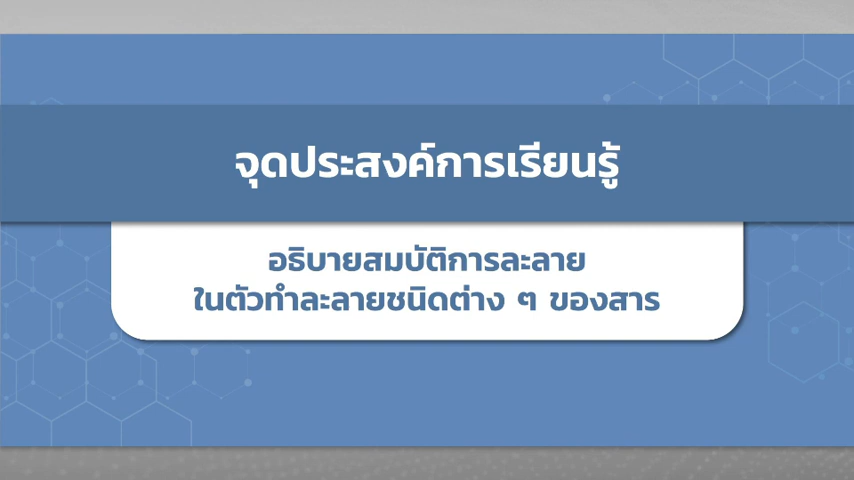 จุดประสงค์การเรียนรู้
อธิบายสมบัติการละลาย
ในตัวทำละลายชนิดต่าง ๆ ของสาร